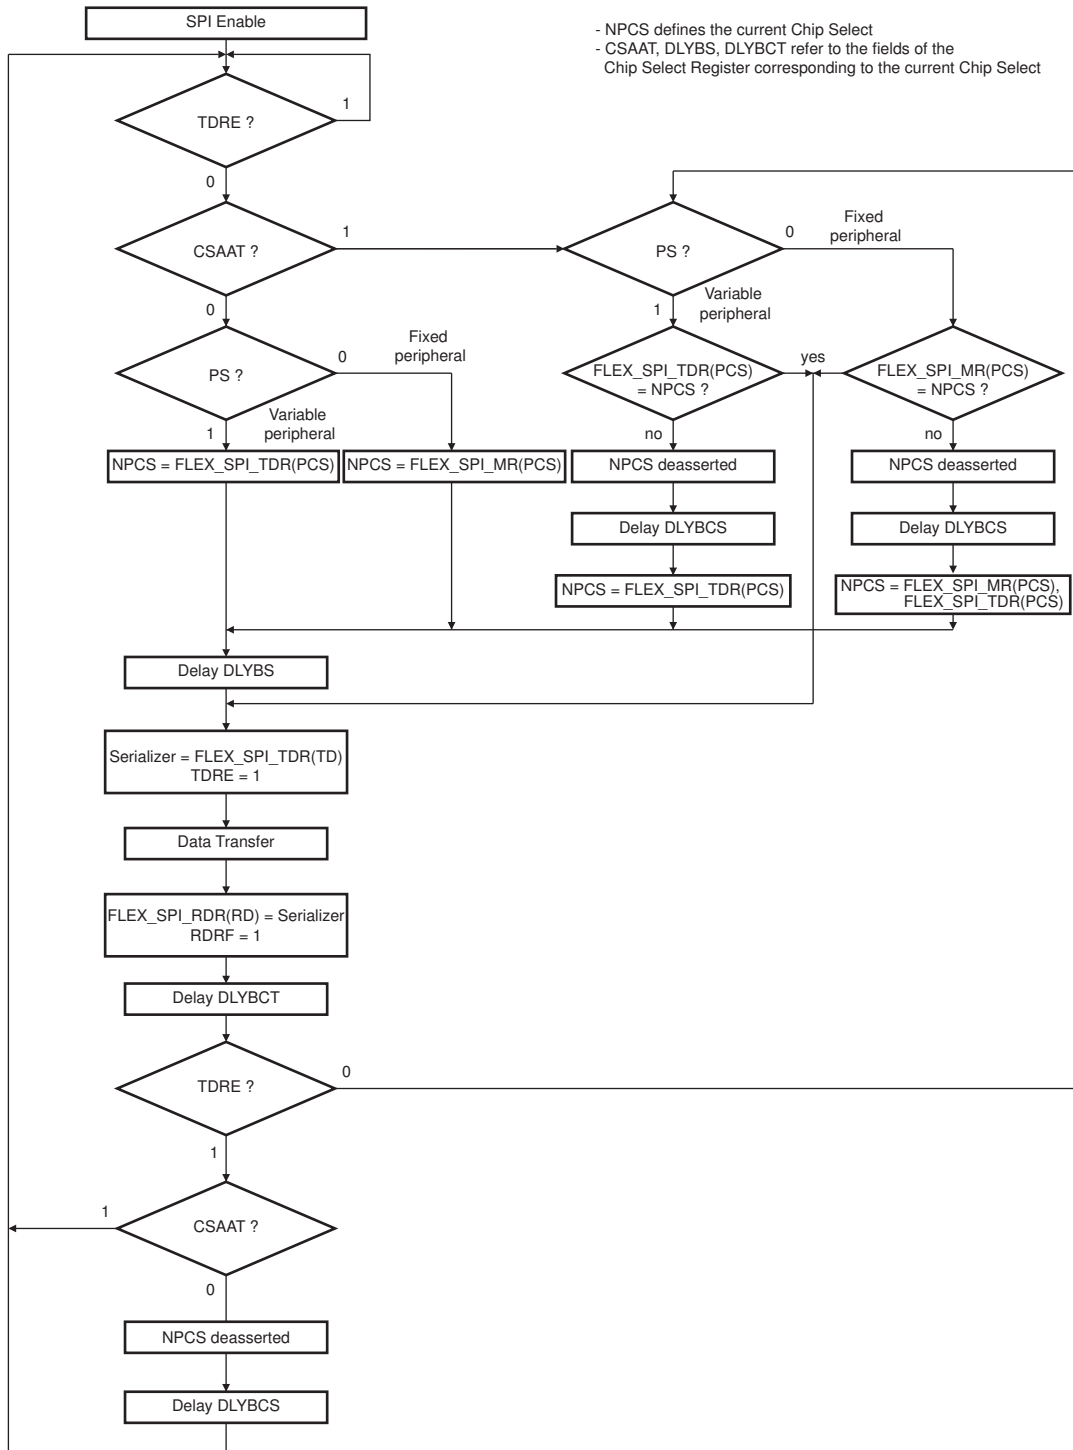 SPI Enable
- NPCS defines the current Chip Select
- CSAAT, DLYBS, DLYBCT refer to the fields of the
Chip Select Register corresponding to the current Chip Select
TDRE ?
1
0
CSAAT ?
1
PS ?
0
Fixed
peripheral
0
1
Variable
peripheral
PS ?
0
Fixed
peripheral
FLEX_SPI_TDR(PCS)
= NPCS ?
yes
FLEX_SPI_MR(PCS)
= NPCS ?
1
Variable
peripheral
no
no
NPCS = FLEX_SPI_TDR(PCS)
NPCS = FLEX_SPI_MR(PCS)
NPCS deasserted
NPCS deasserted
Delay DLYBCS
Delay DLYBCS
NPCS = FLEX_SPI_TDR(PCS)
NPCS = FLEX_SPI_MR(PCS),
FLEX_SPI_TDR(PCS)
Delay DLYBS
Serializer = FLEX_SPI_TDR(TD)
TDRE = 1
Data Transfer
FLEX_SPI_RDR(RD) = Serializer
RDRF = 1
Delay DLYBCT
TDRE ?
0
1
CSAAT ?
1
0
NPCS deasserted
Delay DLYBCS